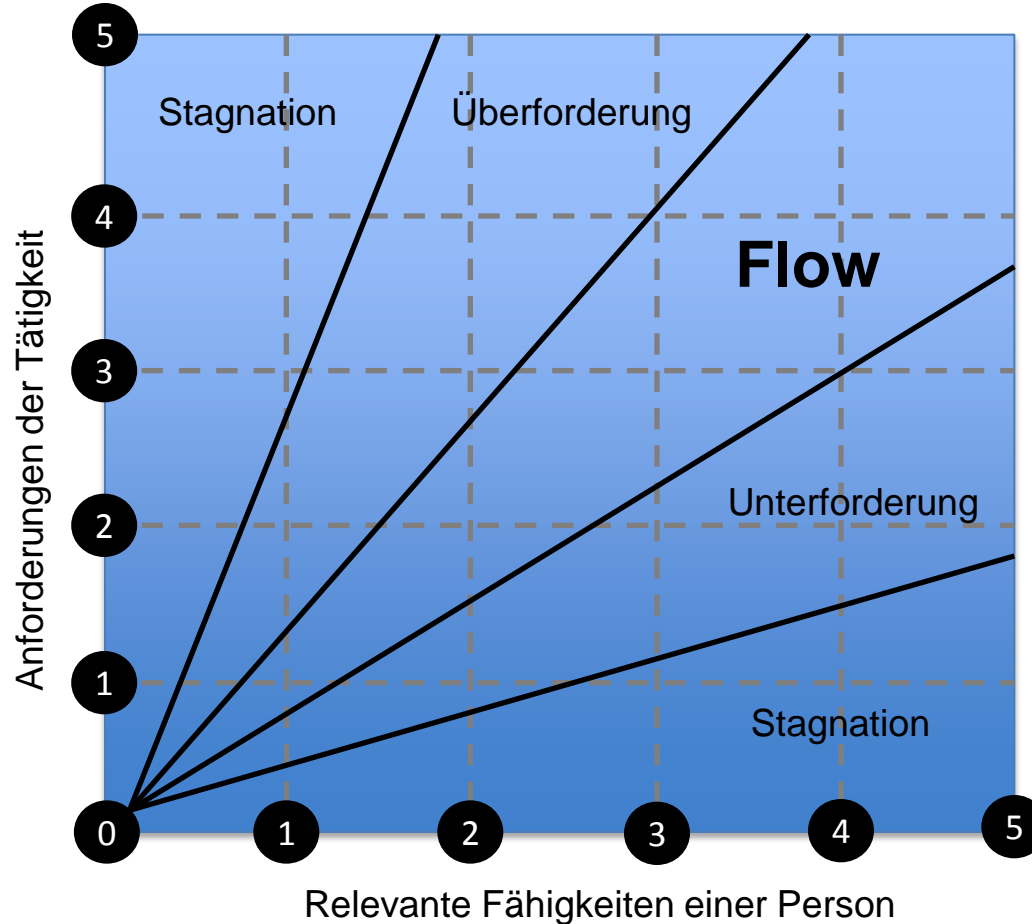 5
Stagnation
Überforderung
4
Flow
3
Anforderungen der Tätigkeit
2
Unterforderung
1
Stagnation
0
1
2
3
4
5
Relevante Fähigkeiten einer Person